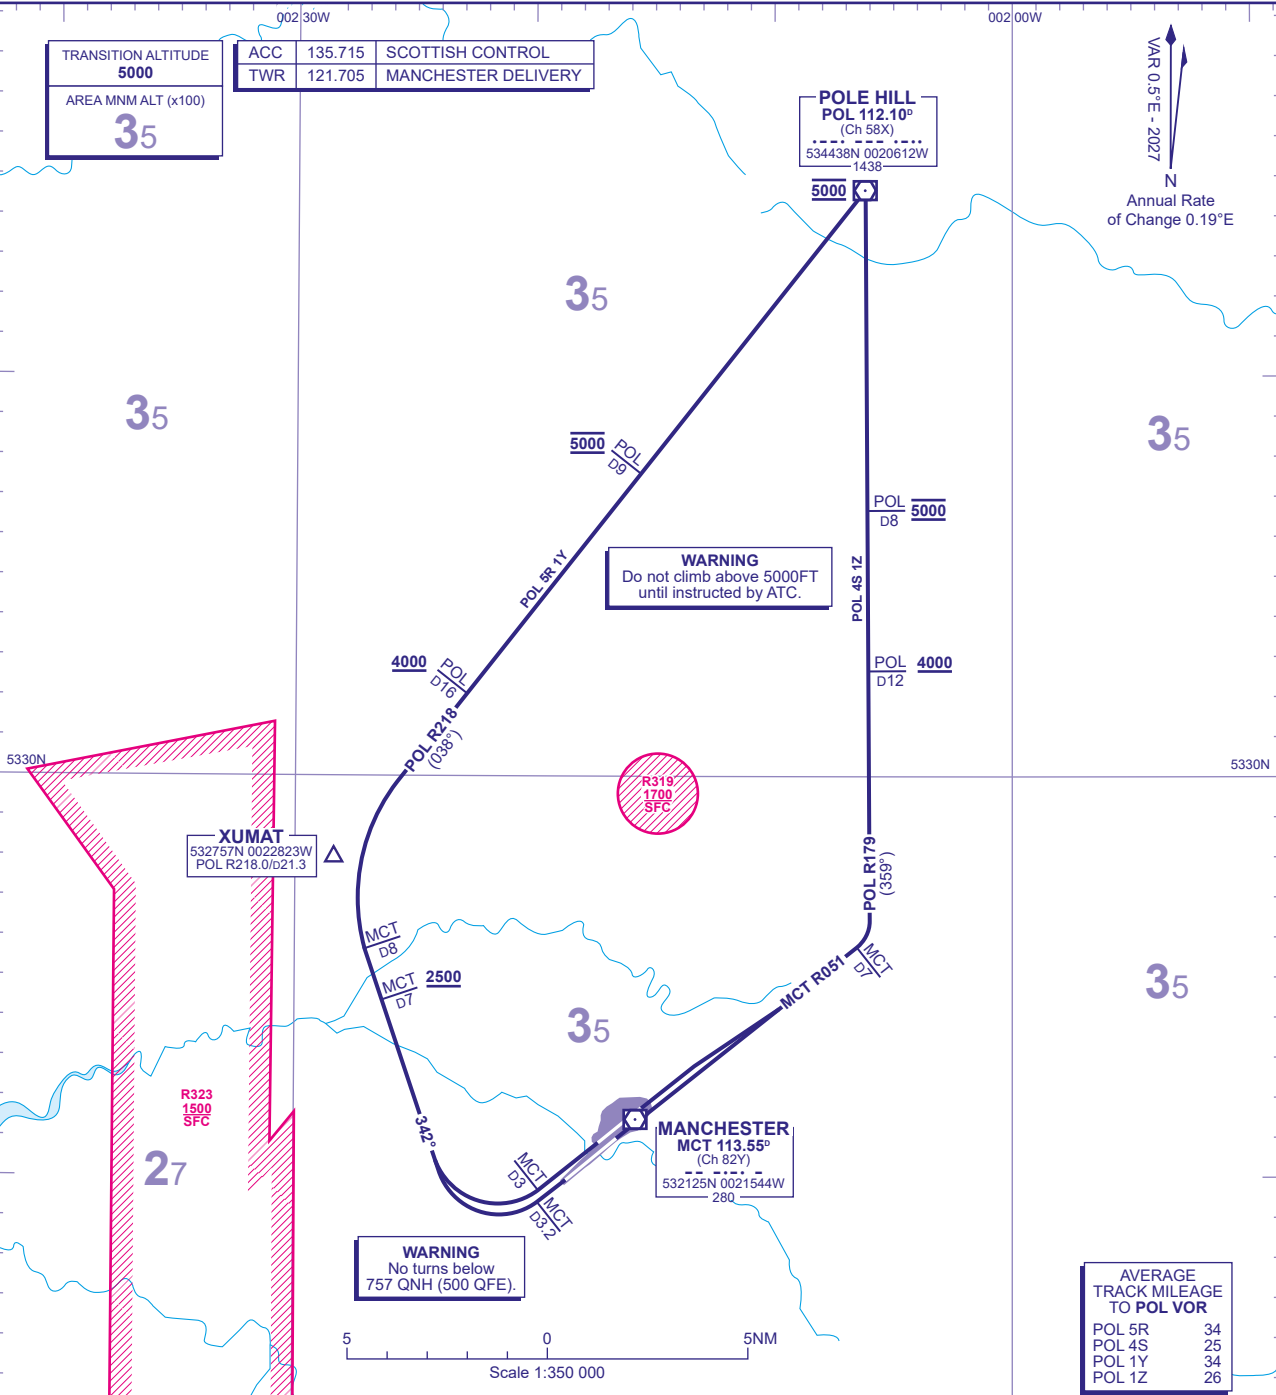 002 30W
002 00W
TRANSITION ALTITUDE
5000
AREA MNM ALT (x100)
35
ACC 135.715 SCOTTISH CONTROL
TWR 121.705 MANCHESTER DELIVERY
POLE HILL
POL 112.10D
(Ch 58X)
534438N 0020612W
1438
5000
VAR 0.5°E - 2027
N
Annual Rate
of Change 0.19°E
35
35
35
5000
POL
D9
POL
D8
5000
WARNING
Do not climb above 5000FT
until instructed by ATC.
POL 5R 1Y
POL 4S 1Z
4000
POL
D16
POL
D12
4000
POL R218
(038°)
5330N
5330N
R319
1700
SFC
XUMAT
532757N 0022823W
POL R218.0/D21.3
POL R179
(359°)
MCT
D8
MCT
D7
2500
MCT
D7
MCT R051
35
35
R323
1500
SFC
27
342°
MCT
D3
MCT
D3.2
MANCHESTER
MCT 113.55D
(Ch 82Y)
532125N 0021544W
280
WARNING
No turns below
757 QNH (500 QFE).
5 0 5NM
Scale 1:350 000
AVERAGE
TRACK MILEAGE
TO POL VOR
POL 5R 34
POL 4S 25
POL 1Y 34
POL 1Z 26